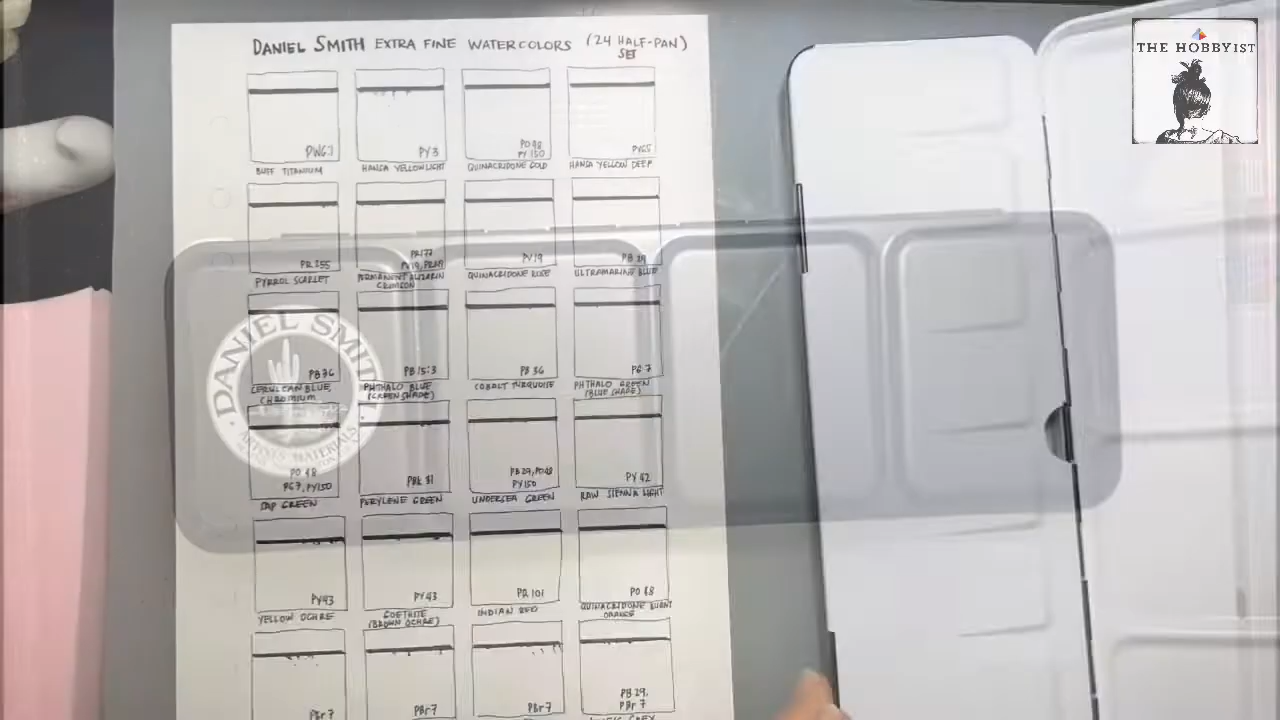 DANIEL SMITH EXTRA FINE WATERCOLORS (24 HALF-PAN)
SET
THE HOBBYIST
PW6:1 PY3 PO48 PY65
PY150
BUFF TITANIUM HANSA YELLOW LIGHT QUINACRIDONE GOLD HANSA YELLOW DEEP
PR255 PR177 PV19 PB29
PYRROL SCARLET PERMANENT ALIZARIN QUINACRIDONE ROSE ULTRAMARINE BLUE
CRIMSON
DANIEL SMITH
ARTISTS' MATERIALS
PB36 PB15:3 PB36 PG7
CERULEAN BLUE, PHTHALO BLUE COBALT TURQUOISE PHTHALO GREEN
CHROMIUM (GREEN SHADE) (BLUE SHADE)
PO48 PBk31 PB29, PO48 PY42
PG7, PY150 PY150
SAP GREEN PERYLENE GREEN UNDERSEA GREEN RAW SIENNA LIGHT
PY43 PY43 PR101 PO48
YELLOW OCHRE GOETHITE INDIAN RED QUINACRIDONE BURNT
(BROWN OCHRE) ORANGE
PBr7 PBr7 PBr7 PB29,
PBr7